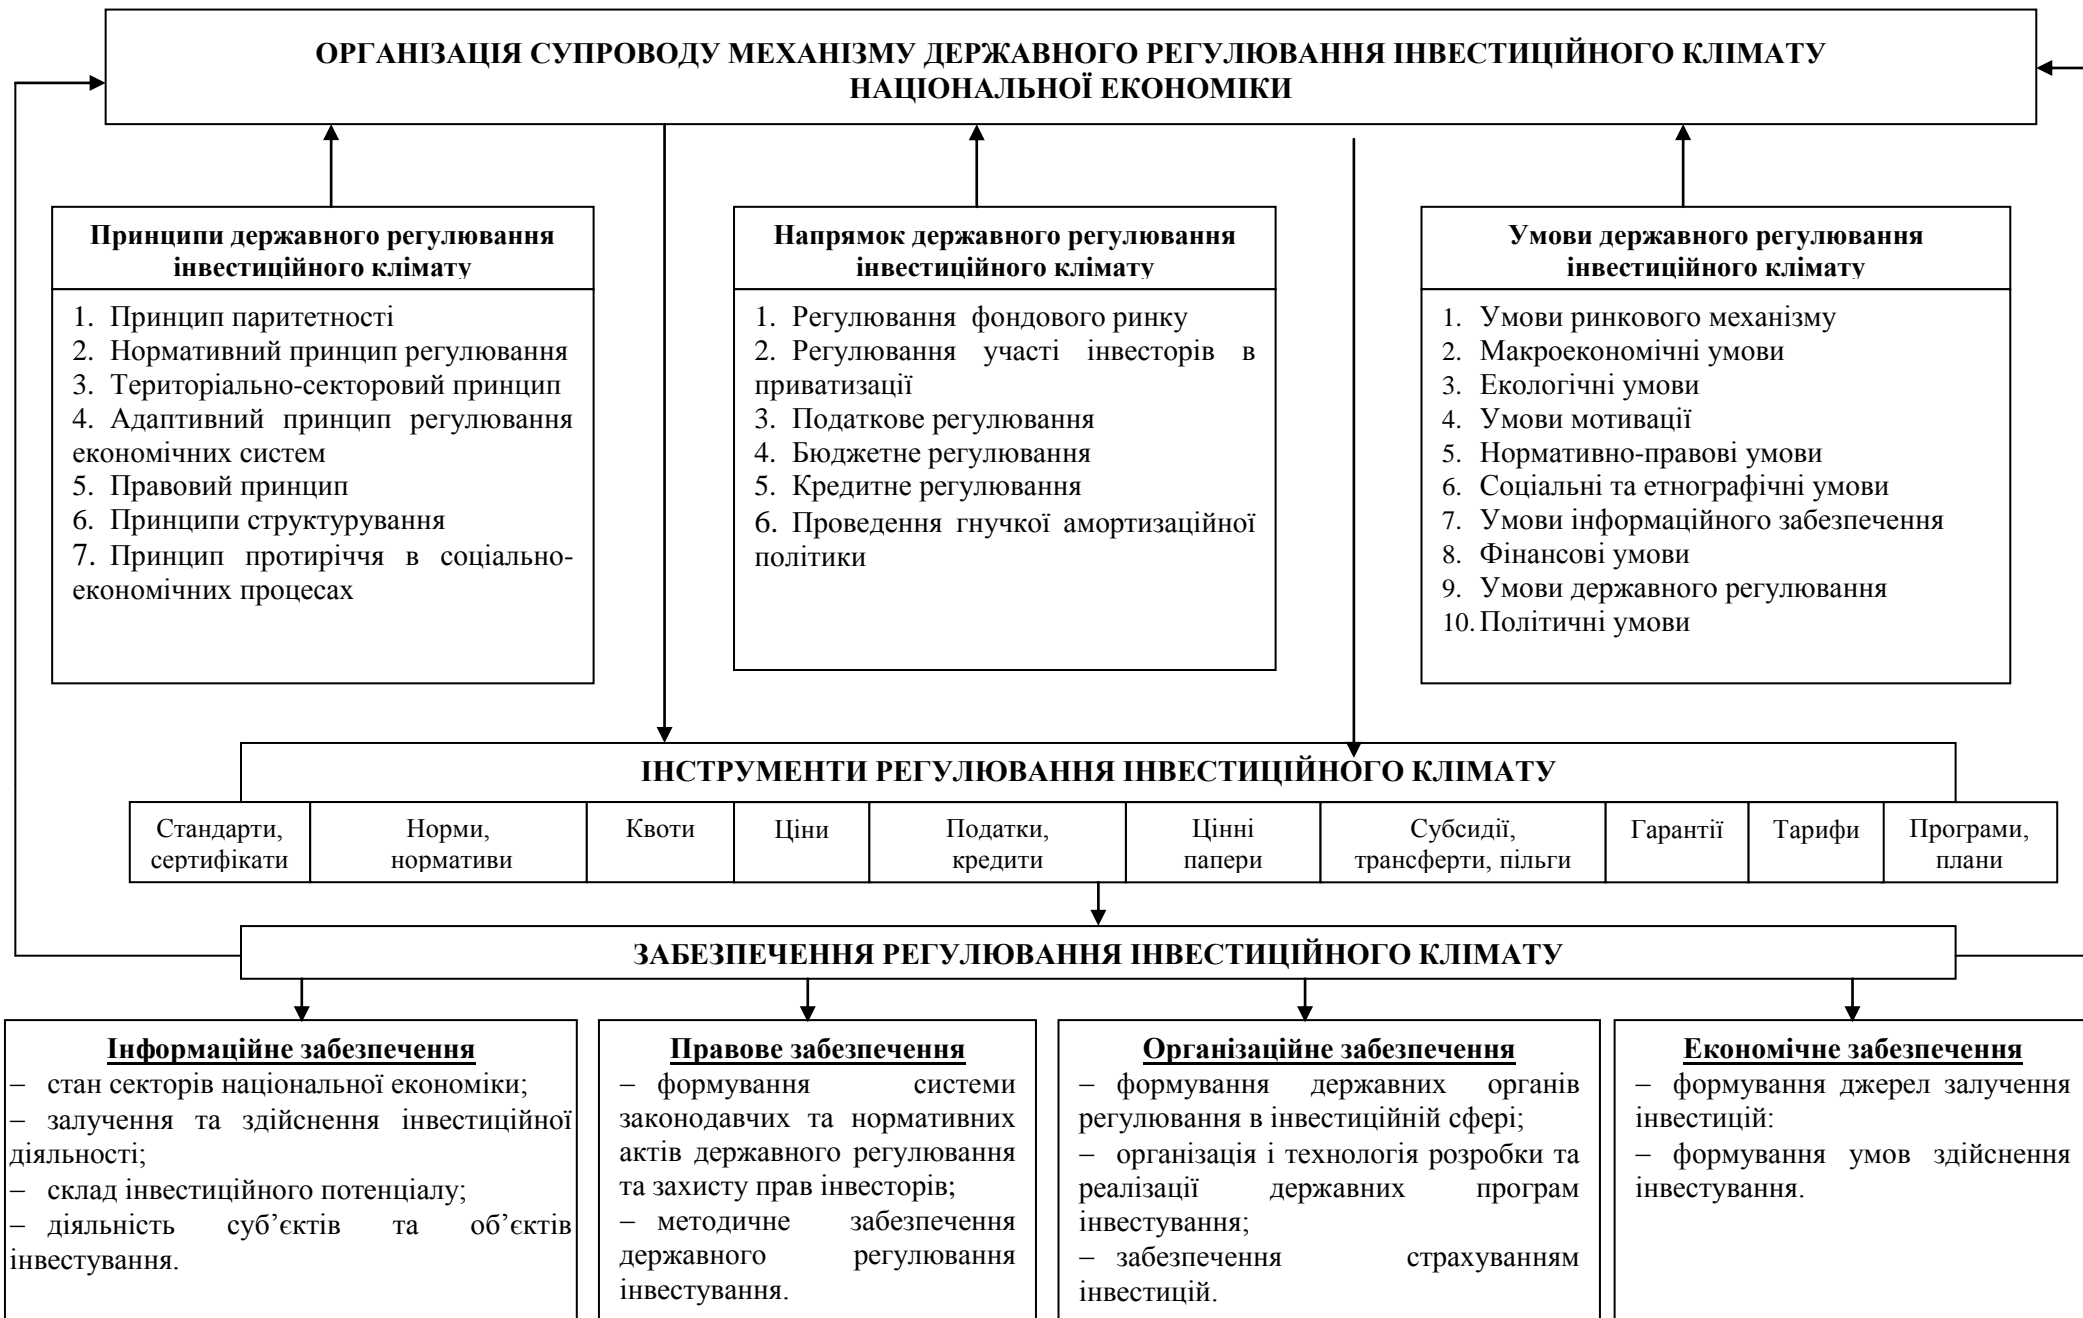 ОРГАНІЗАЦІЯ СУПРОВОДУ МЕХАНІЗМУ ДЕРЖАВНОГО РЕГУЛЮВАННЯ ІНВЕСТИЦІЙНОГО КЛІМАТУ
НАЦІОНАЛЬНОЇ ЕКОНОМІКИ
Принципи державного регулювання
інвестиційного клімату
1. Принцип паритетності
2. Нормативний принцип регулювання
3. Територіально-секторовий принцип
4. Адаптивний принцип регулювання
економічних систем
5. Правовий принцип
6. Принципи структурування
7. Принцип протиріччя в соціально-
економічних процесах
Напрямок державного регулювання
інвестиційного клімату
1. Регулювання фондового ринку
2. Регулювання участі інвесторів в
приватизації
3. Податкове регулювання
4. Бюджетне регулювання
5. Кредитне регулювання
6. Проведення гнучкої амортизаційної
політики
Умови державного регулювання
інвестиційного клімату
1. Умови ринкового механізму
2. Макроекономічні умови
3. Екологічні умови
4. Умови мотивації
5. Нормативно-правові умови
6. Соціальні та етнографічні умови
7. Умови інформаційного забезпечення
8. Фінансові умови
9. Умови державного регулювання
10. Політичні умови
ІНСТРУМЕНТИ РЕГУЛЮВАННЯ ІНВЕСТИЦІЙНОГО КЛІМАТУ
Стандарти,
сертифікати
Норми,
нормативи
Квоти
Ціни
Податки,
кредити
Цінні
папери
Субсидії,
трансферти, пільги
Гарантії
Тарифи
Програми,
плани
ЗАБЕЗПЕЧЕННЯ РЕГУЛЮВАННЯ ІНВЕСТИЦІЙНОГО КЛІМАТУ
Інформаційне забезпечення
– стан секторів національної економіки;
– залучення та здійснення інвестиційної
діяльності;
– склад інвестиційного потенціалу;
– діяльність суб’єктів та об’єктів
інвестування.
Правове забезпечення
– формування системи
законодавчих та нормативних
актів державного регулювання
та захисту прав інвесторів;
– методичне забезпечення
державного регулювання
інвестування.
Організаційне забезпечення
– формування державних органів
регулювання в інвестиційній сфері;
– організація і технологія розробки та
реалізації державних програм
інвестування;
– забезпечення страхуванням
інвестицій.
Економічне забезпечення
– формування джерел залучення
інвестицій:
– формування умов здійснення
інвестування.